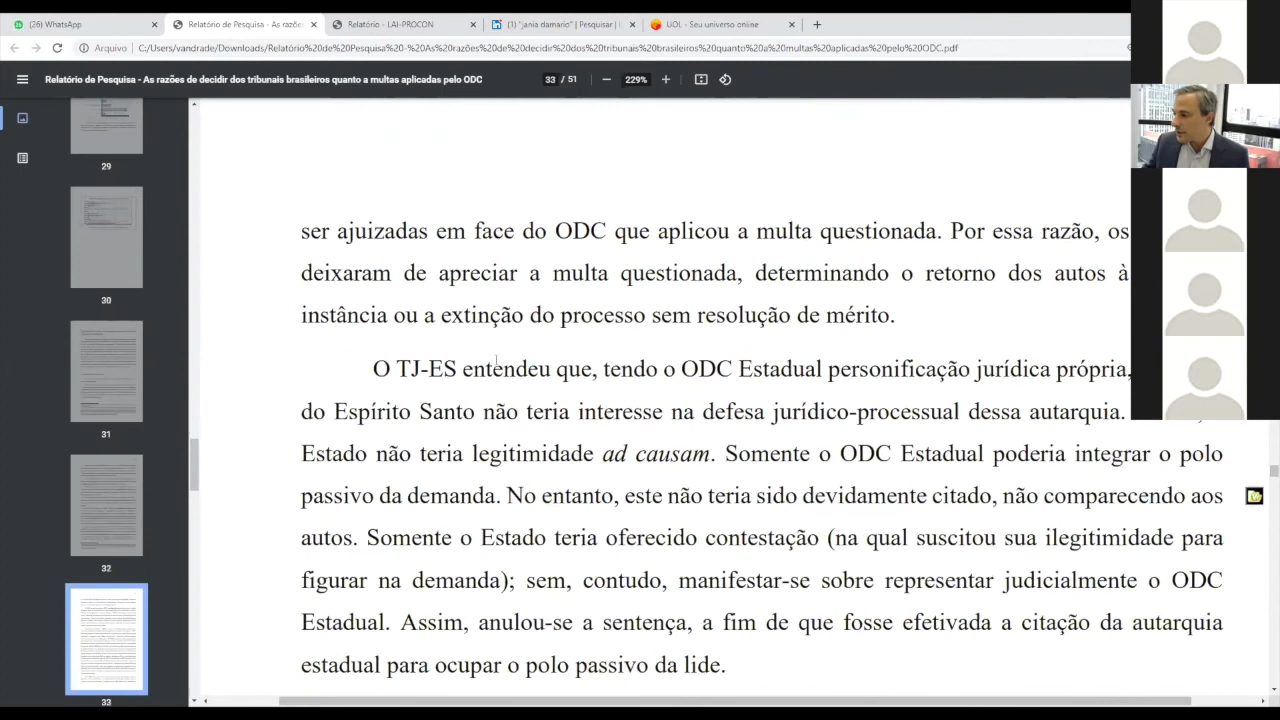 (26) WhatsApp
Relatório de Pesquisa - As razõe
Relatório - LAI-PROCON
(1) "jania damario" | Pesquisar |
UOL - Seu universo online
Arquivo
C:/Users/vandrade/Downloads/Relatório%20de%20Pesquisa%20-%20As%20razões%20de%20decidir%20dos%20tribunais%20brasileiros%20quanto%20a%20multas%20aplicadas%20pelo%20ODC.pdf
Relatório de Pesquisa - As razões de decidir dos tribunais brasileiros quanto a multas aplicadas pelo ODC
33 / 51
229%
29
30
31
32
33
ser ajuizadas em face do ODC que aplicou a multa questionada. Por essa razão, os
deixaram de apreciar a multa questionada, determinando o retorno dos autos à
instância ou a extinção do processo sem resolução de mérito.
O TJ-ES entendeu que, tendo o ODC Estadual personificação jurídica própria,
do Espírito Santo não teria interesse na defesa jurídico-processual dessa autarquia.
Estado não teria legitimidade ad causam. Somente o ODC Estadual poderia integrar o polo
passivo da demanda. No entanto, este não teria sido devidamente citado, não comparecendo aos
autos. Somente o Estado teria oferecido contestação (na qual suscitou sua ilegitimidade para
figurar na demanda); sem, contudo, manifestar-se sobre representar judicialmente o ODC
Estadual. Assim, anulou-se a sentença, a fim de que fosse efetivada a citação da autarquia
estadual para ocupar o polo passivo da lide.